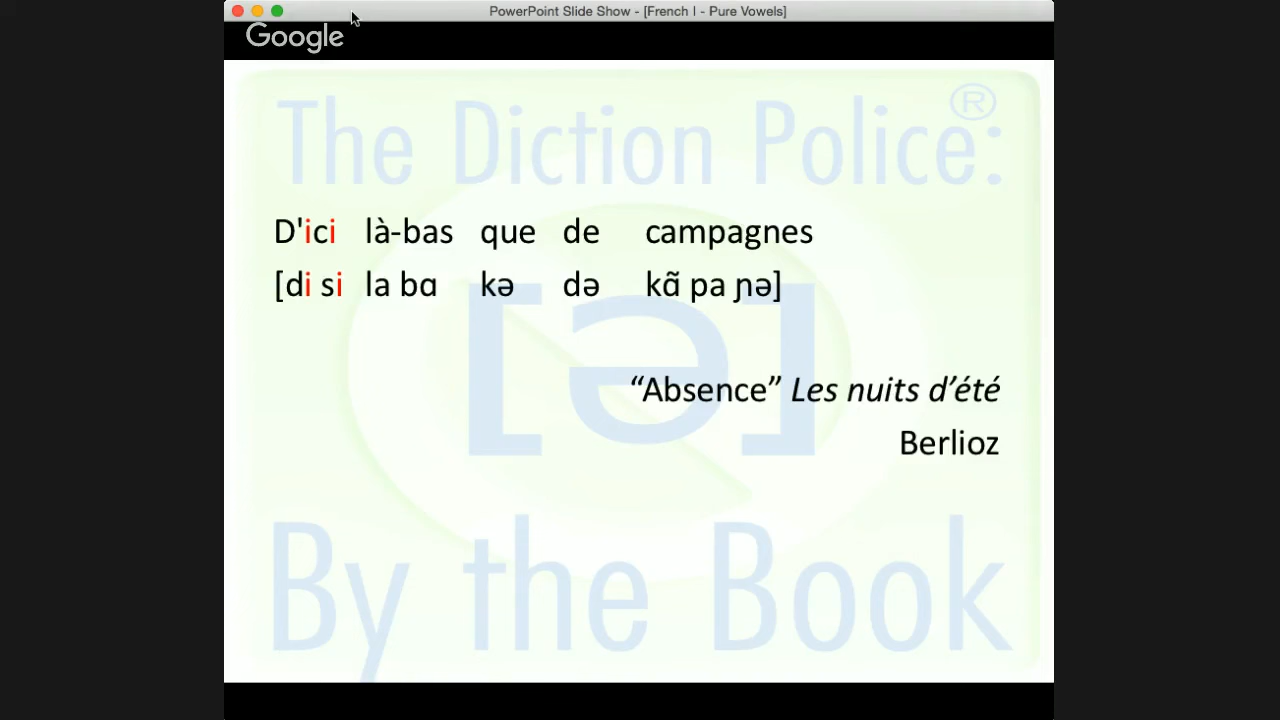 PowerPoint Slide Show - [French I - Pure Vowels]
Google
The Diction Police:®
D'ici là-bas que de campagnes
[di si la bɑ kə də kɑ̃ pa ɲə]
[ə]
“Absence” Les nuits d’été
Berlioz
By the Book